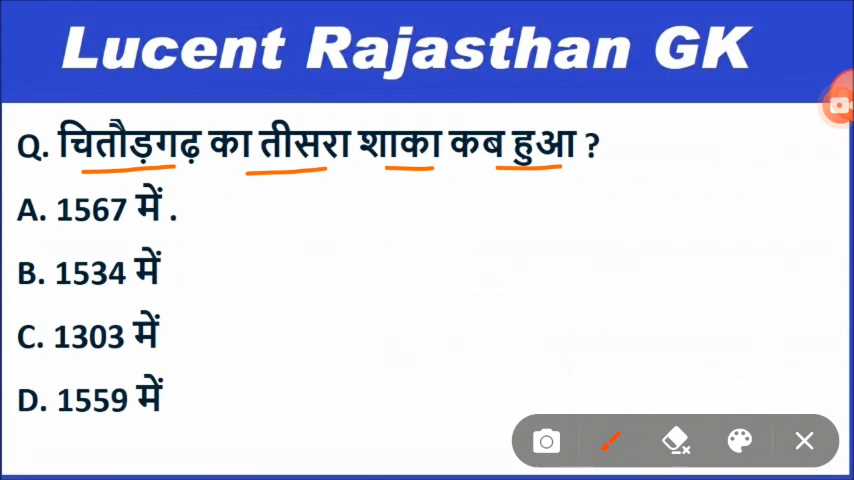 Lucent Rajasthan GK
Q. चितौड़गढ़ का तीसरा शाका कब हुआ ?
A. 1567 में .
B. 1534 में
C. 1303 में
D. 1559 में